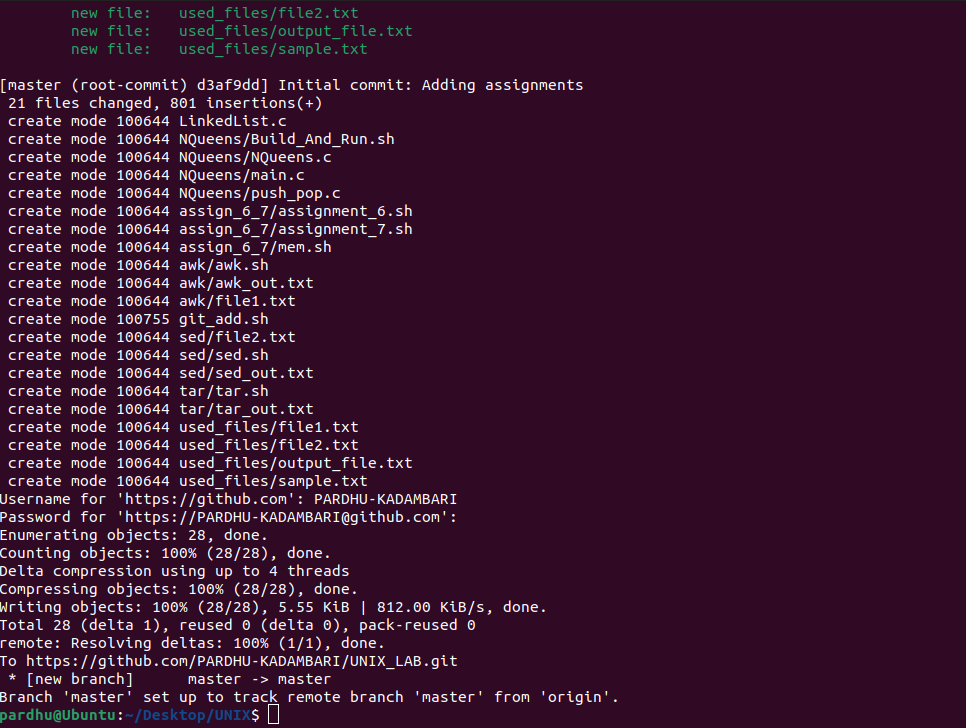 new file:   used_files/file2.txt
new file:   used_files/output_file.txt
new file:   used_files/sample.txt
[master (root-commit) d3af9dd] Initial commit: Adding assignments
21 files changed, 801 insertions(+)
create mode 100644 LinkedList.c
create mode 100644 NQueens/Build_And_Run.sh
create mode 100644 NQueens/NQueens.c
create mode 100644 NQueens/main.c
create mode 100644 NQueens/push_pop.c
create mode 100644 assign_6_7/assignment_6.sh
create mode 100644 assign_6_7/assignment_7.sh
create mode 100644 assign_6_7/mem.sh
create mode 100644 awk/awk.sh
create mode 100644 awk/awk_out.txt
create mode 100644 awk/file1.txt
create mode 100755 git_add.sh
create mode 100644 sed/file2.txt
create mode 100644 sed/sed.sh
create mode 100644 sed/sed_out.txt
create mode 100644 tar/tar.sh
create mode 100644 tar/tar_out.txt
create mode 100644 used_files/file1.txt
create mode 100644 used_files/file2.txt
create mode 100644 used_files/output_file.txt
create mode 100644 used_files/sample.txt
Username for 'https://github.com': PARDHU-KADAMBARI
Password for 'https://PARDHU-KADAMBARI@github.com':
Enumerating objects: 28, done.
Counting objects: 100% (28/28), done.
Delta compression using up to 4 threads
Compressing objects: 100% (28/28), done.
Writing objects: 100% (28/28), 5.55 KiB | 812.00 KiB/s, done.
Total 28 (delta 1), reused 0 (delta 0), pack-reused 0
remote: Resolving deltas: 100% (1/1), done.
To https://github.com/PARDHU-KADAMBARI/UNIX_LAB.git
* [new branch]      master -> master
Branch 'master' set up to track remote branch 'master' from 'origin'.
pardhu@Ubuntu:~/Desktop/UNIX$